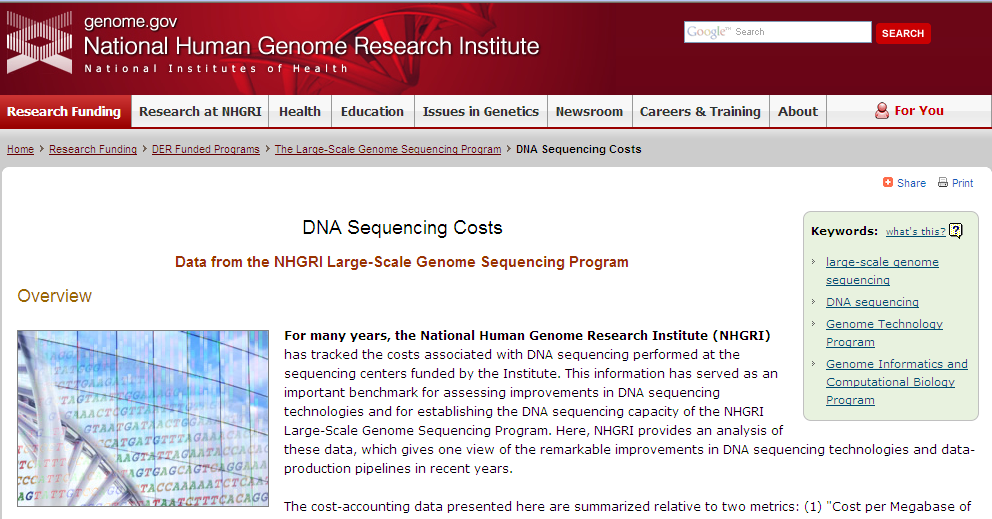 genome.gov
National Human Genome Research Institute
National Institutes of Health
Google™ Search
SEARCH
Research Funding Research at NHGRI Health Education Issues in Genetics Newsroom Careers & Training About For You
Home › Research Funding › DER Funded Programs › The Large-Scale Genome Sequencing Program › DNA Sequencing Costs
Share Print
DNA Sequencing Costs
Data from the NHGRI Large-Scale Genome Sequencing Program
Overview
For many years, the National Human Genome Research Institute (NHGRI)
has tracked the costs associated with DNA sequencing performed at the
sequencing centers funded by the Institute. This information has served as an
important benchmark for assessing improvements in DNA sequencing
technologies and for establishing the DNA sequencing capacity of the NHGRI
Large-Scale Genome Sequencing Program. Here, NHGRI provides an analysis of
these data, which gives one view of the remarkable improvements in DNA sequencing technologies and data-
production pipelines in recent years.
The cost-accounting data presented here are summarized relative to two metrics: (1) "Cost per Megabase of
Keywords: what's this? ?
large-scale genome
sequencing
DNA sequencing
Genome Technology
Program
Genome Informatics and
Computational Biology
Program